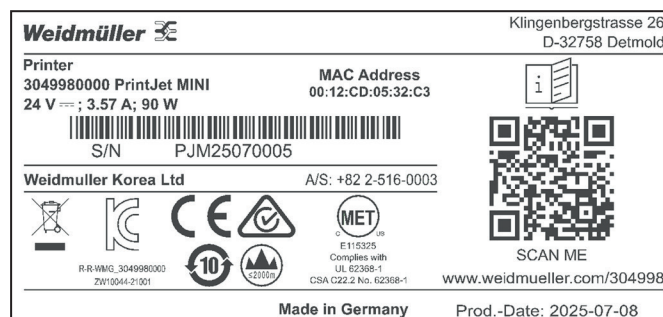 Weidmüller
Klingenbergstrasse 26
D-32758 Detmold
Printer
3049980000 PrintJet MINI
24 V ⎓; 3.57 A; 90 W
MAC Address
00:12:CD:05:32:C3
i
S/N PJM25070005
Weidmuller Korea Ltd
A/S: +82 2-516-0003
KC
CE
MET
C US
E115325
Complies with
UL 62368-1
CSA C22.2 No. 62368-1
R-R-WMG_3049980000
ZW10044-21001
10
≤2000m
SCAN ME
www.weidmueller.com/304998
Made in Germany
Prod.-Date: 2025-07-08